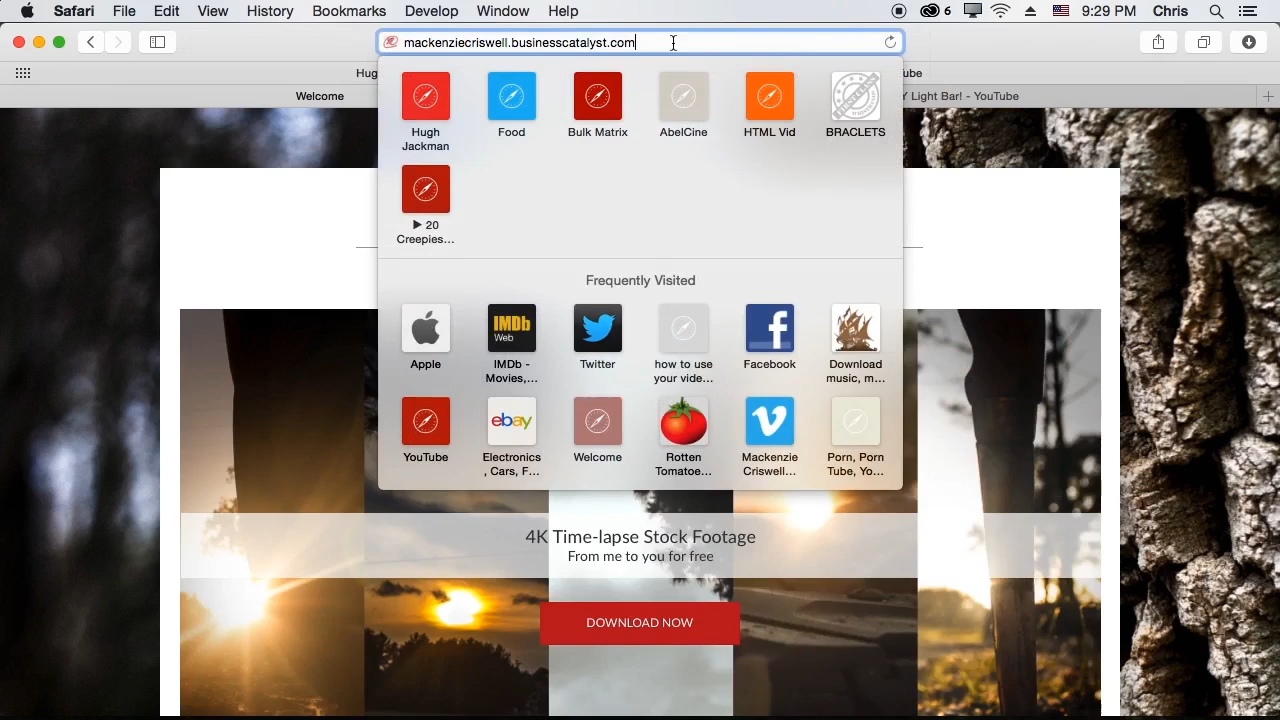 Safari File Edit View History Bookmarks Develop Window Help 6 9:29 PM Chris
mackenziecriswell.businesscatalyst.com
Hug
ube
Welcome
Y Light Bar! - YouTube
Hugh
Jackman
Food
Bulk Matrix
AbelCine
HTML Vid
BRACLETS
▶ 20
Creepies...
Frequently Visited
Apple
IMDb
Web
IMDb -
Movies,...
Twitter
how to use
your vide...
Facebook
Download
music, m...
YouTube
ebay
Electronics
, Cars, F...
Welcome
Rotten
Tomatoe...
Mackenzie
Criswell...
Porn, Porn
Tube, Yo...
4K Time-lapse Stock Footage
From me to you for free
DOWNLOAD NOW